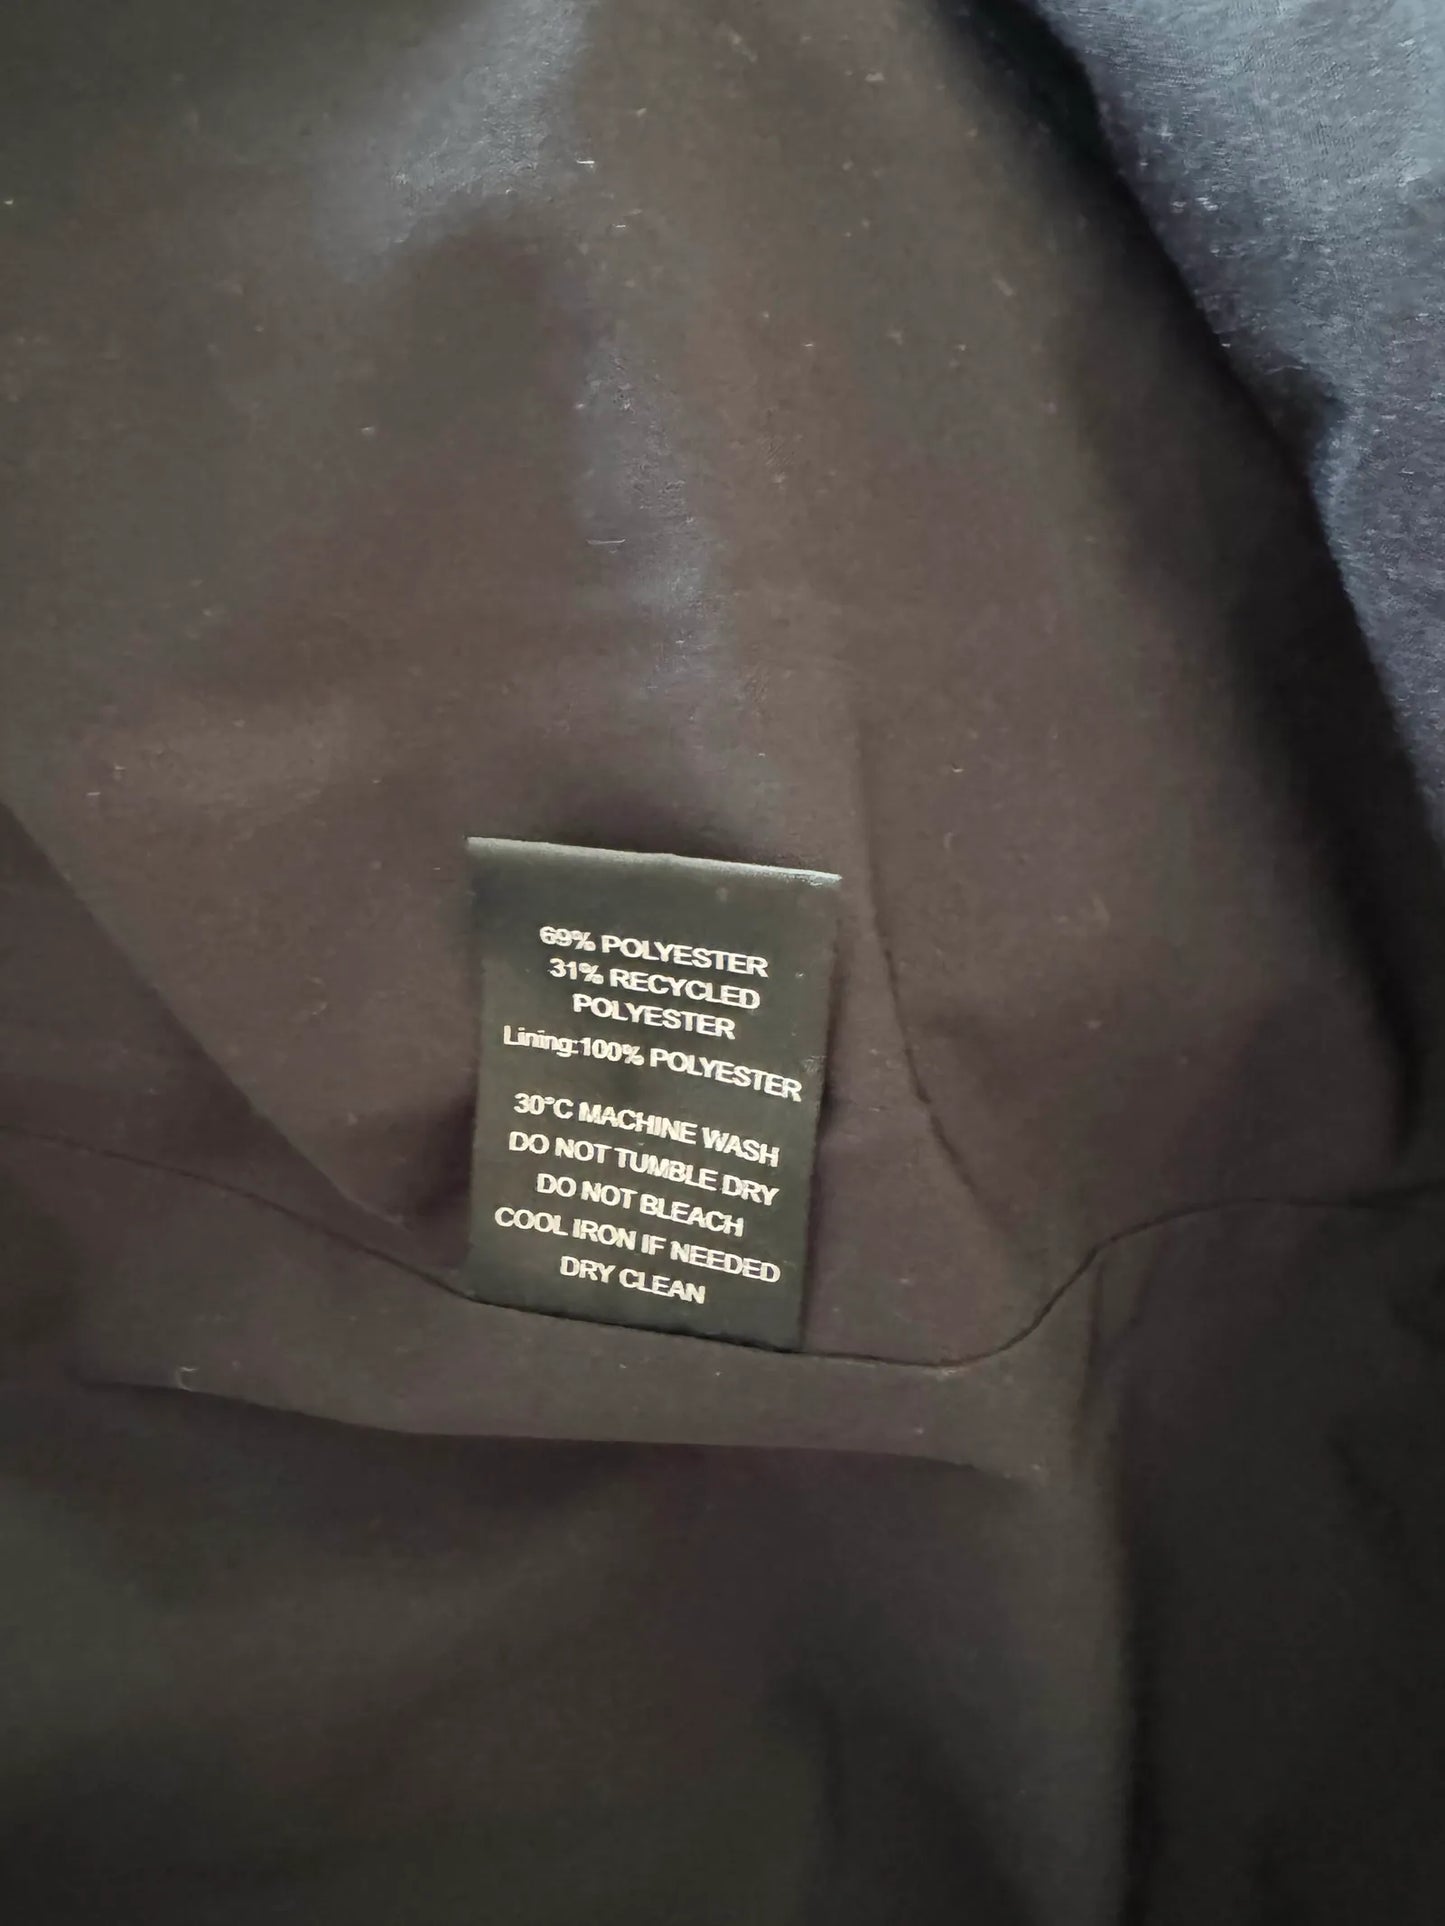 69% POLYESTER
31% RECYCLED
POLYESTER
Lining:100% POLYESTER
30°C MACHINE WASH
DO NOT TUMBLE DRY
DO NOT BLEACH
COOL IRON IF NEEDED
DRY CLEAN